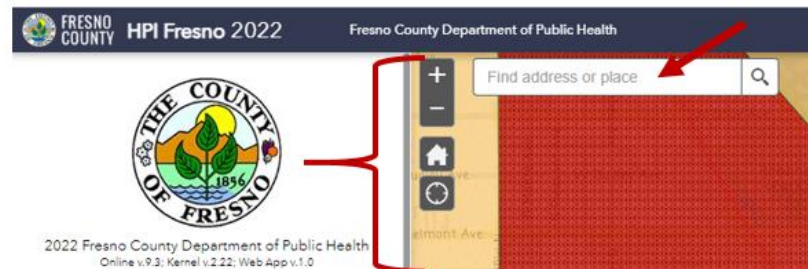 FRESNO
COUNTY
HPI Fresno 2022
Fresno County Department of Public Health
Find address or place
THE COUNTY
OF FRESNO
1856
Ave
elmont Ave
2022 Fresno County Department of Public Health
Online v.9.3; Kernel v.2.22; Web App v.1.0